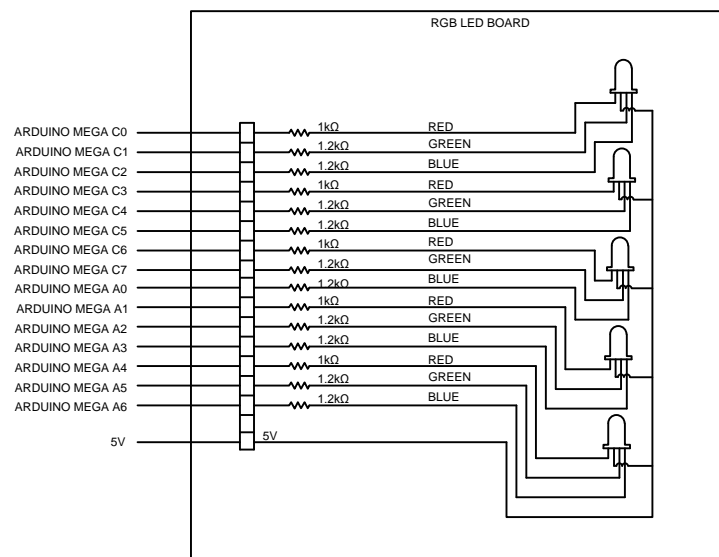 RGB LED BOARD
ARDUINO MEGA C0 1kΩ RED
ARDUINO MEGA C1 1.2kΩ GREEN
ARDUINO MEGA C2 1.2kΩ BLUE
ARDUINO MEGA C3 1kΩ RED
ARDUINO MEGA C4 1.2kΩ GREEN
ARDUINO MEGA C5 1.2kΩ BLUE
ARDUINO MEGA C6 1kΩ RED
ARDUINO MEGA C7 1.2kΩ GREEN
ARDUINO MEGA A0 1.2kΩ BLUE
ARDUINO MEGA A1 1kΩ RED
ARDUINO MEGA A2 1.2kΩ GREEN
ARDUINO MEGA A3 1.2kΩ BLUE
ARDUINO MEGA A4 1kΩ RED
ARDUINO MEGA A5 1.2kΩ GREEN
ARDUINO MEGA A6 1.2kΩ BLUE
5V 5V